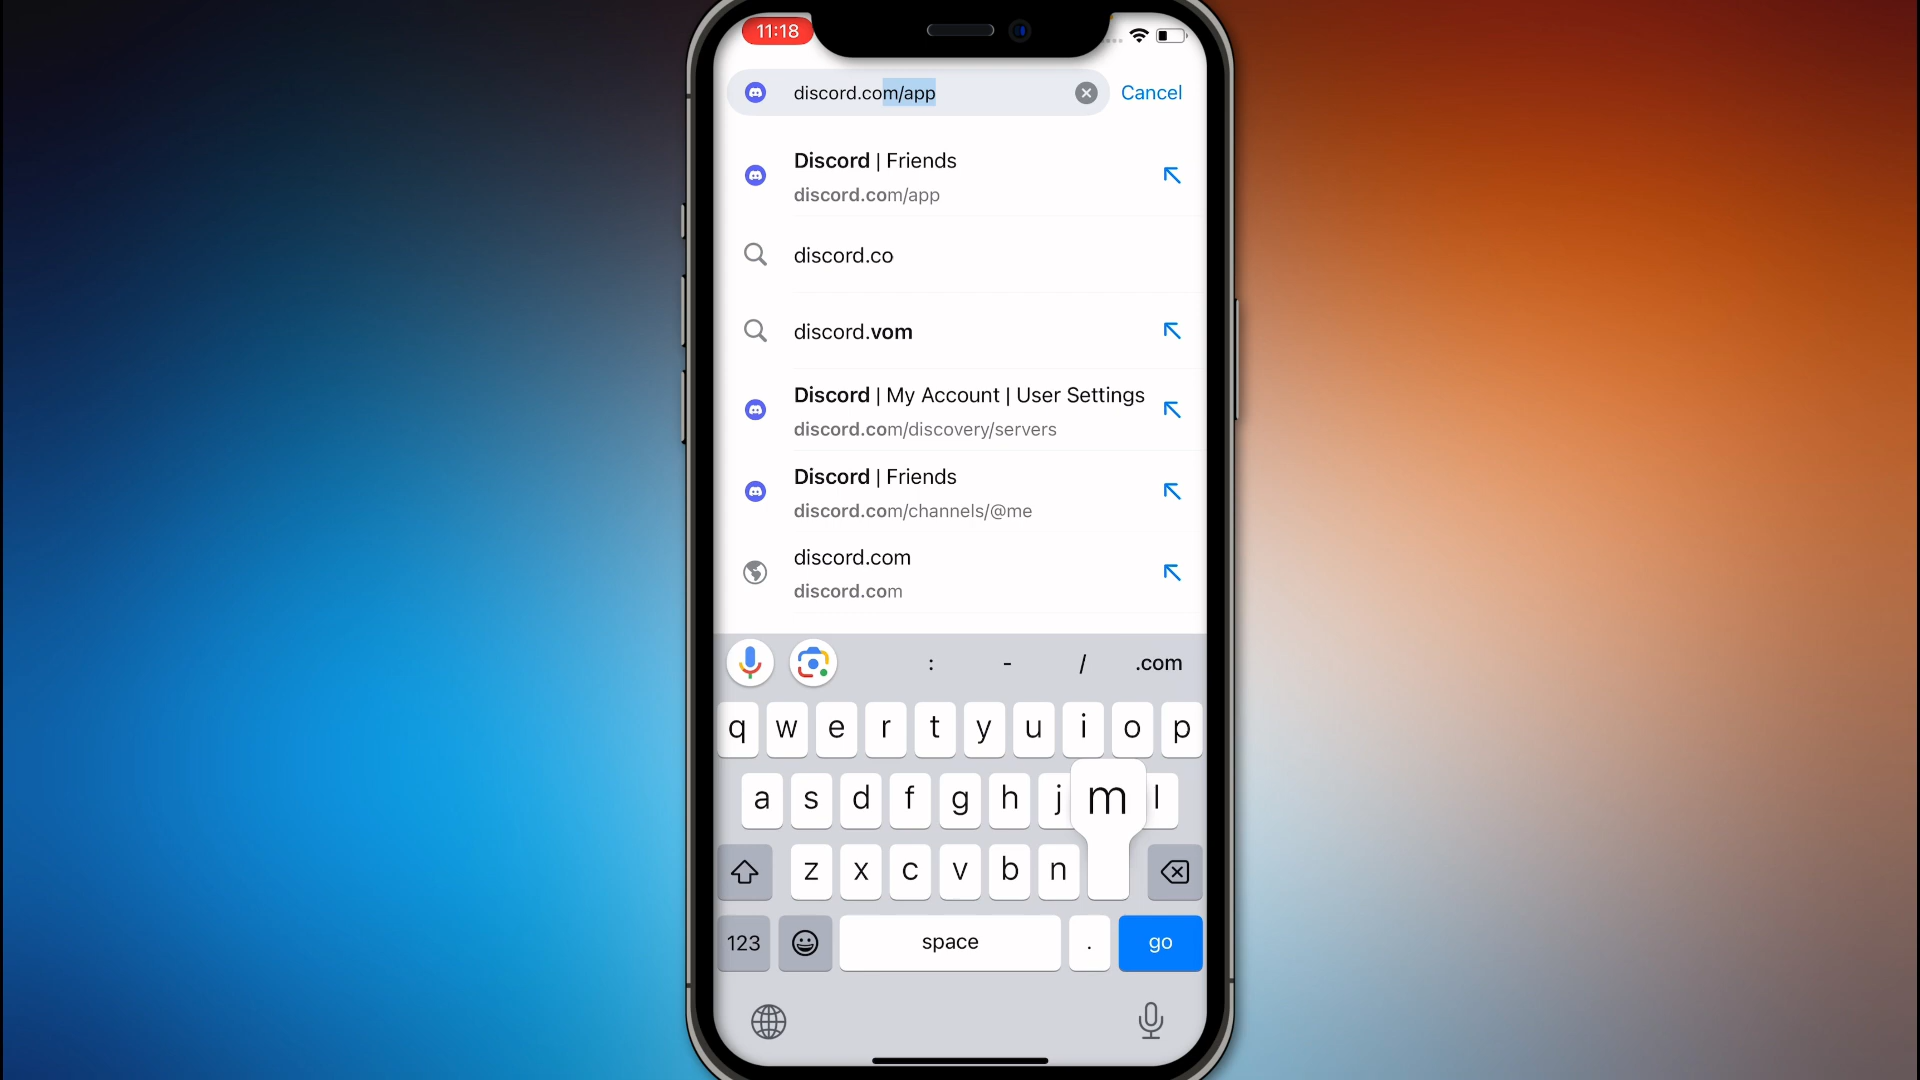 11:18
discord.com/app
Cancel
Discord | Friends
discord.com/app
discord.co
discord.vom
Discord | My Account | User Settings
discord.com/discovery/servers
Discord | Friends
discord.com/channels/@me
discord.com
discord.com
: - / .com
q w e r t y u i o p
a s d f g h j m l
z x c v b n
123 space . go